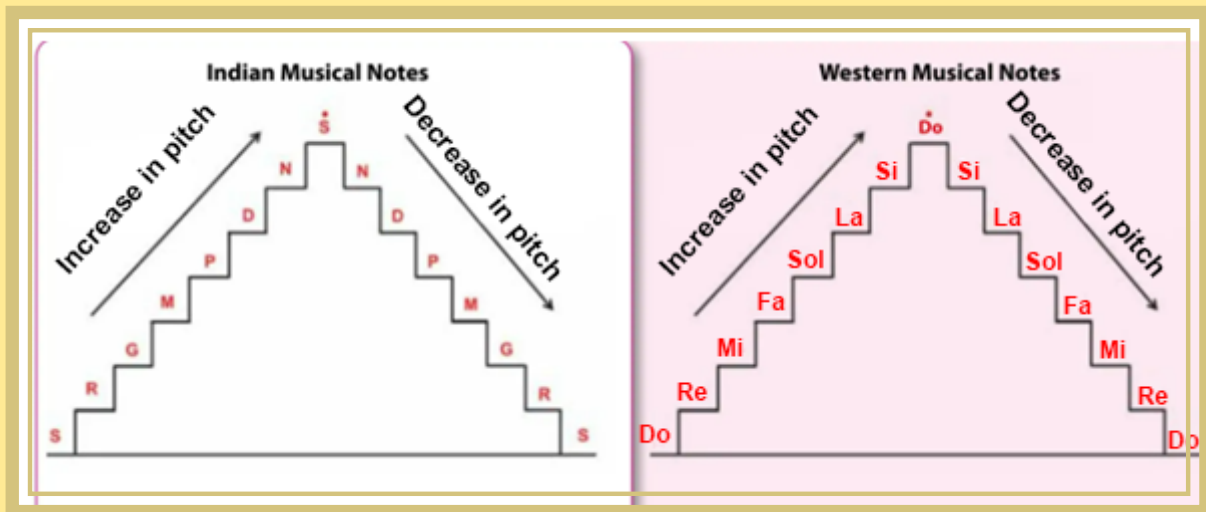 Indian Musical Notes
Increase in pitch
Decrease in pitch
Ṡ
N N
D D
P P
M M
G G
R R
S S
Western Musical Notes
Increase in pitch
Decrease in pitch
Ḋo
Si Si
La La
Sol Sol
Fa Fa
Mi Mi
Re Re
Do Do